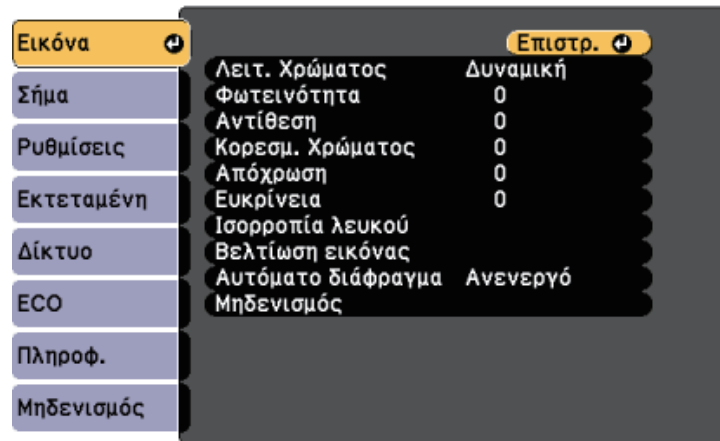 Εικόνα
Σήμα
Ρυθμίσεις
Εκτεταμένη
Δίκτυο
ECO
Πληροφ.
Μηδενισμός
Επιστρ.
Λειτ. Χρώματος Δυναμική
Φωτεινότητα 0
Αντίθεση 0
Κορεσμ. Χρώματος 0
Απόχρωση 0
Ευκρίνεια 0
Ισορροπία λευκού
Βελτίωση εικόνας
Αυτόματο διάφραγμα Ανενεργό
Μηδενισμός